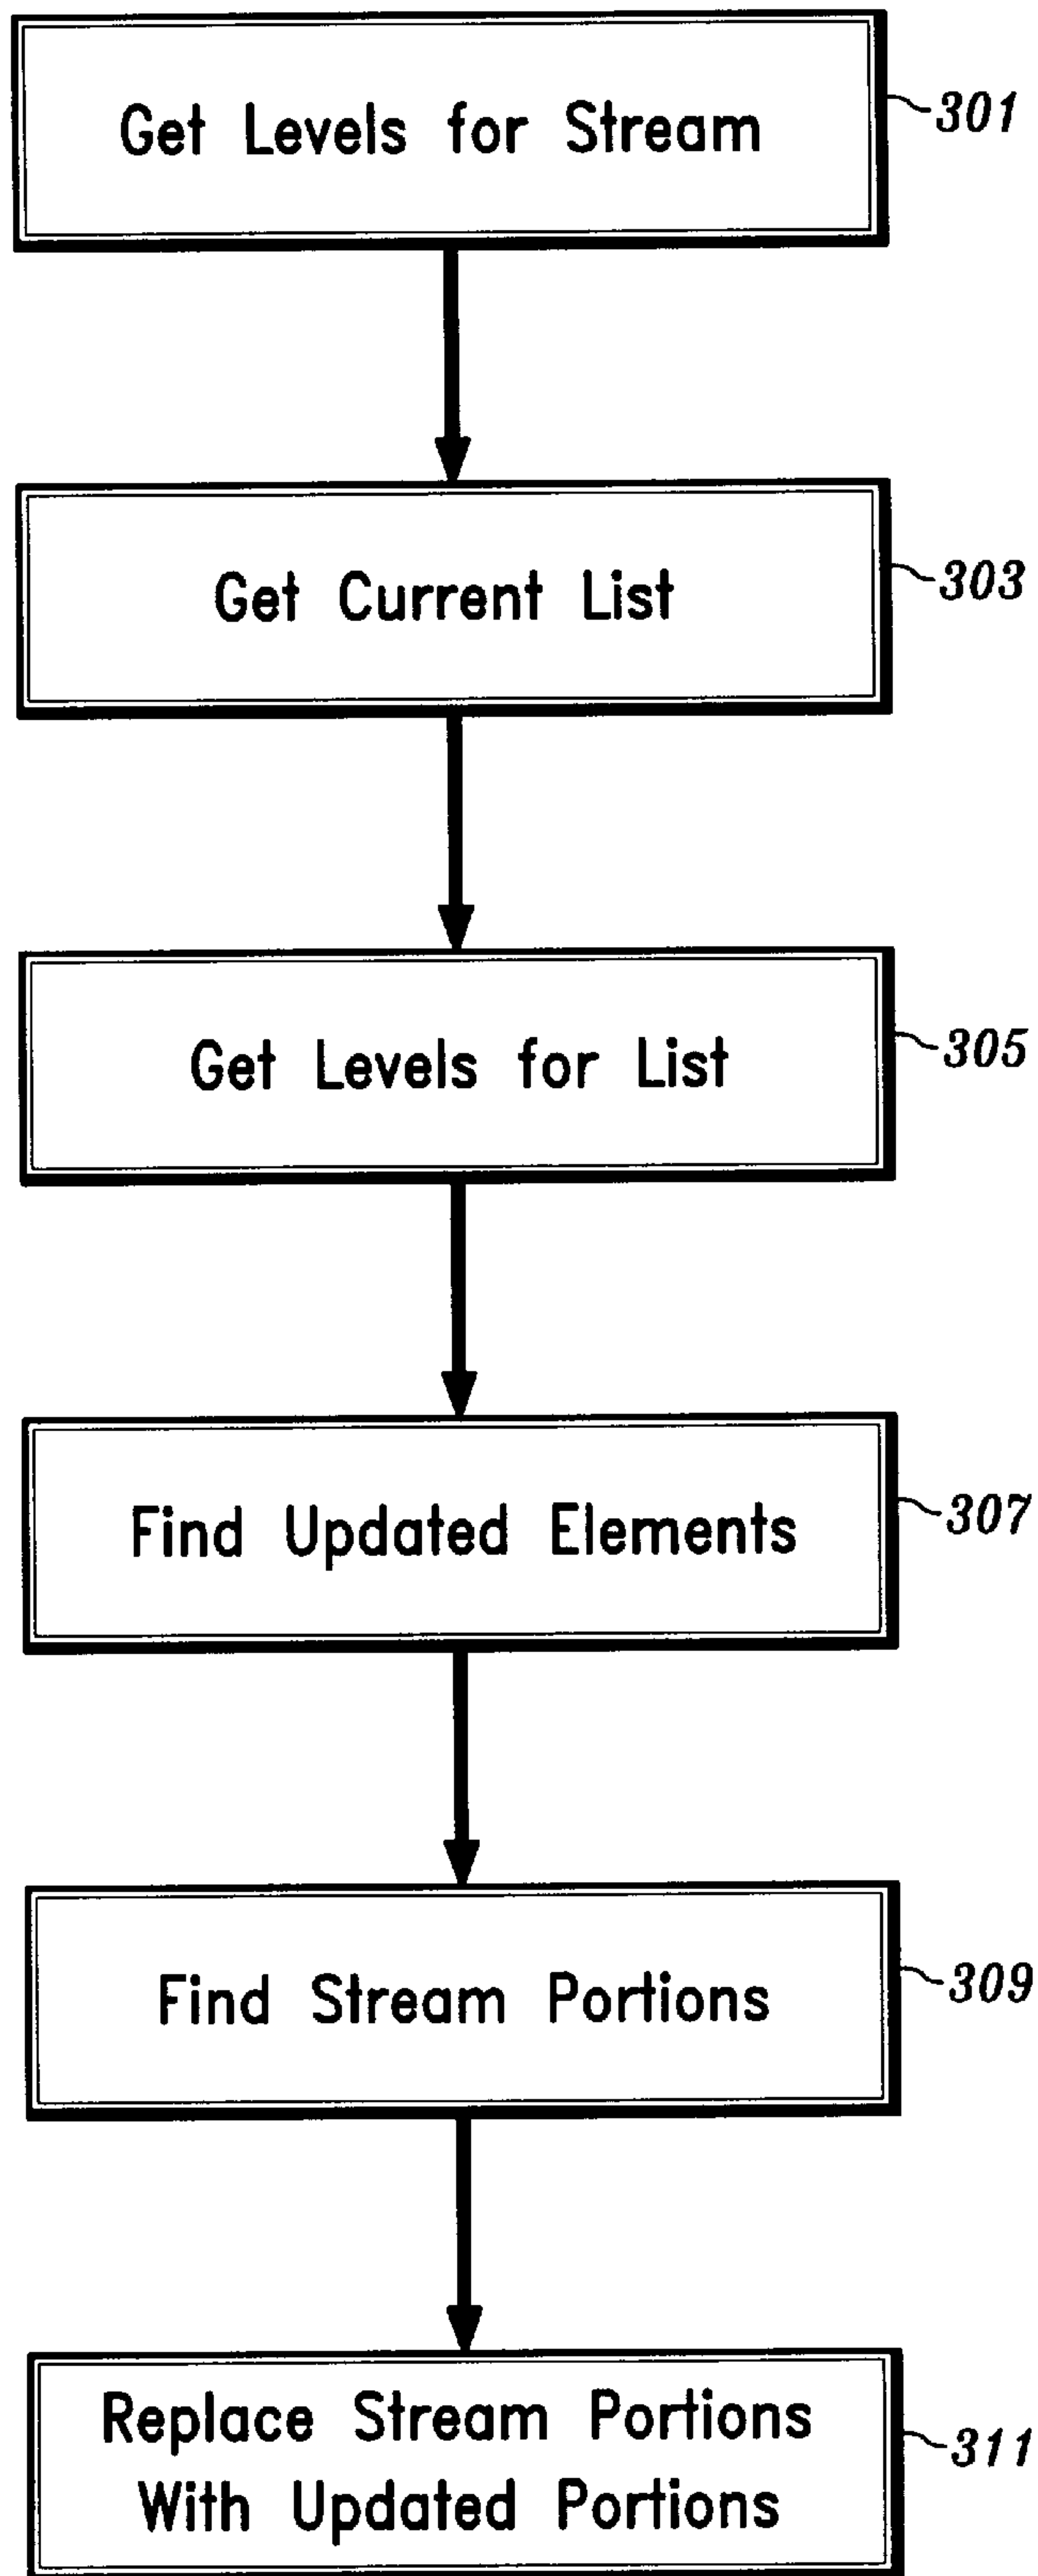 Get Levels for Stream
301
Get Current List
303
Get Levels for List
305
Find Updated Elements
307
Find Stream Portions
309
Replace Stream Portions
With Updated Portions
311